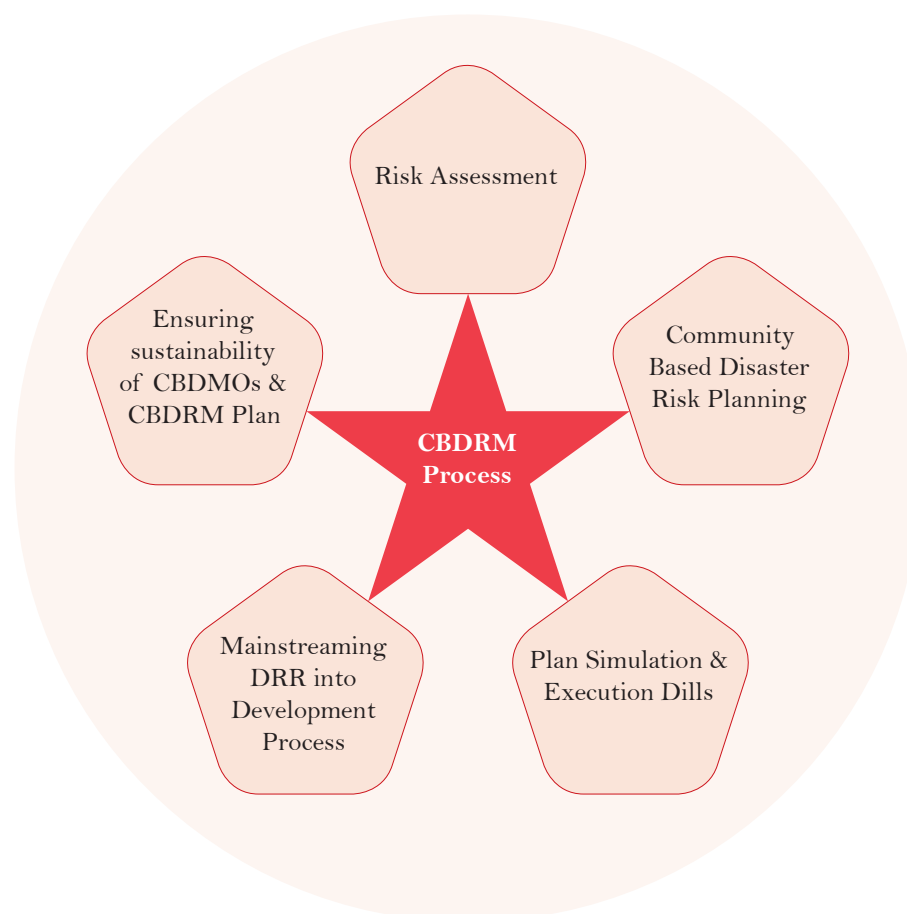 Risk Assessment
Community
Based Disaster
Risk Planning
Plan Simulation &
Execution Dills
Mainstreaming
DRR into
Development
Process
Ensuring
sustainability
of CBDMOs &
CBDRM Plan
CBDRM
Process